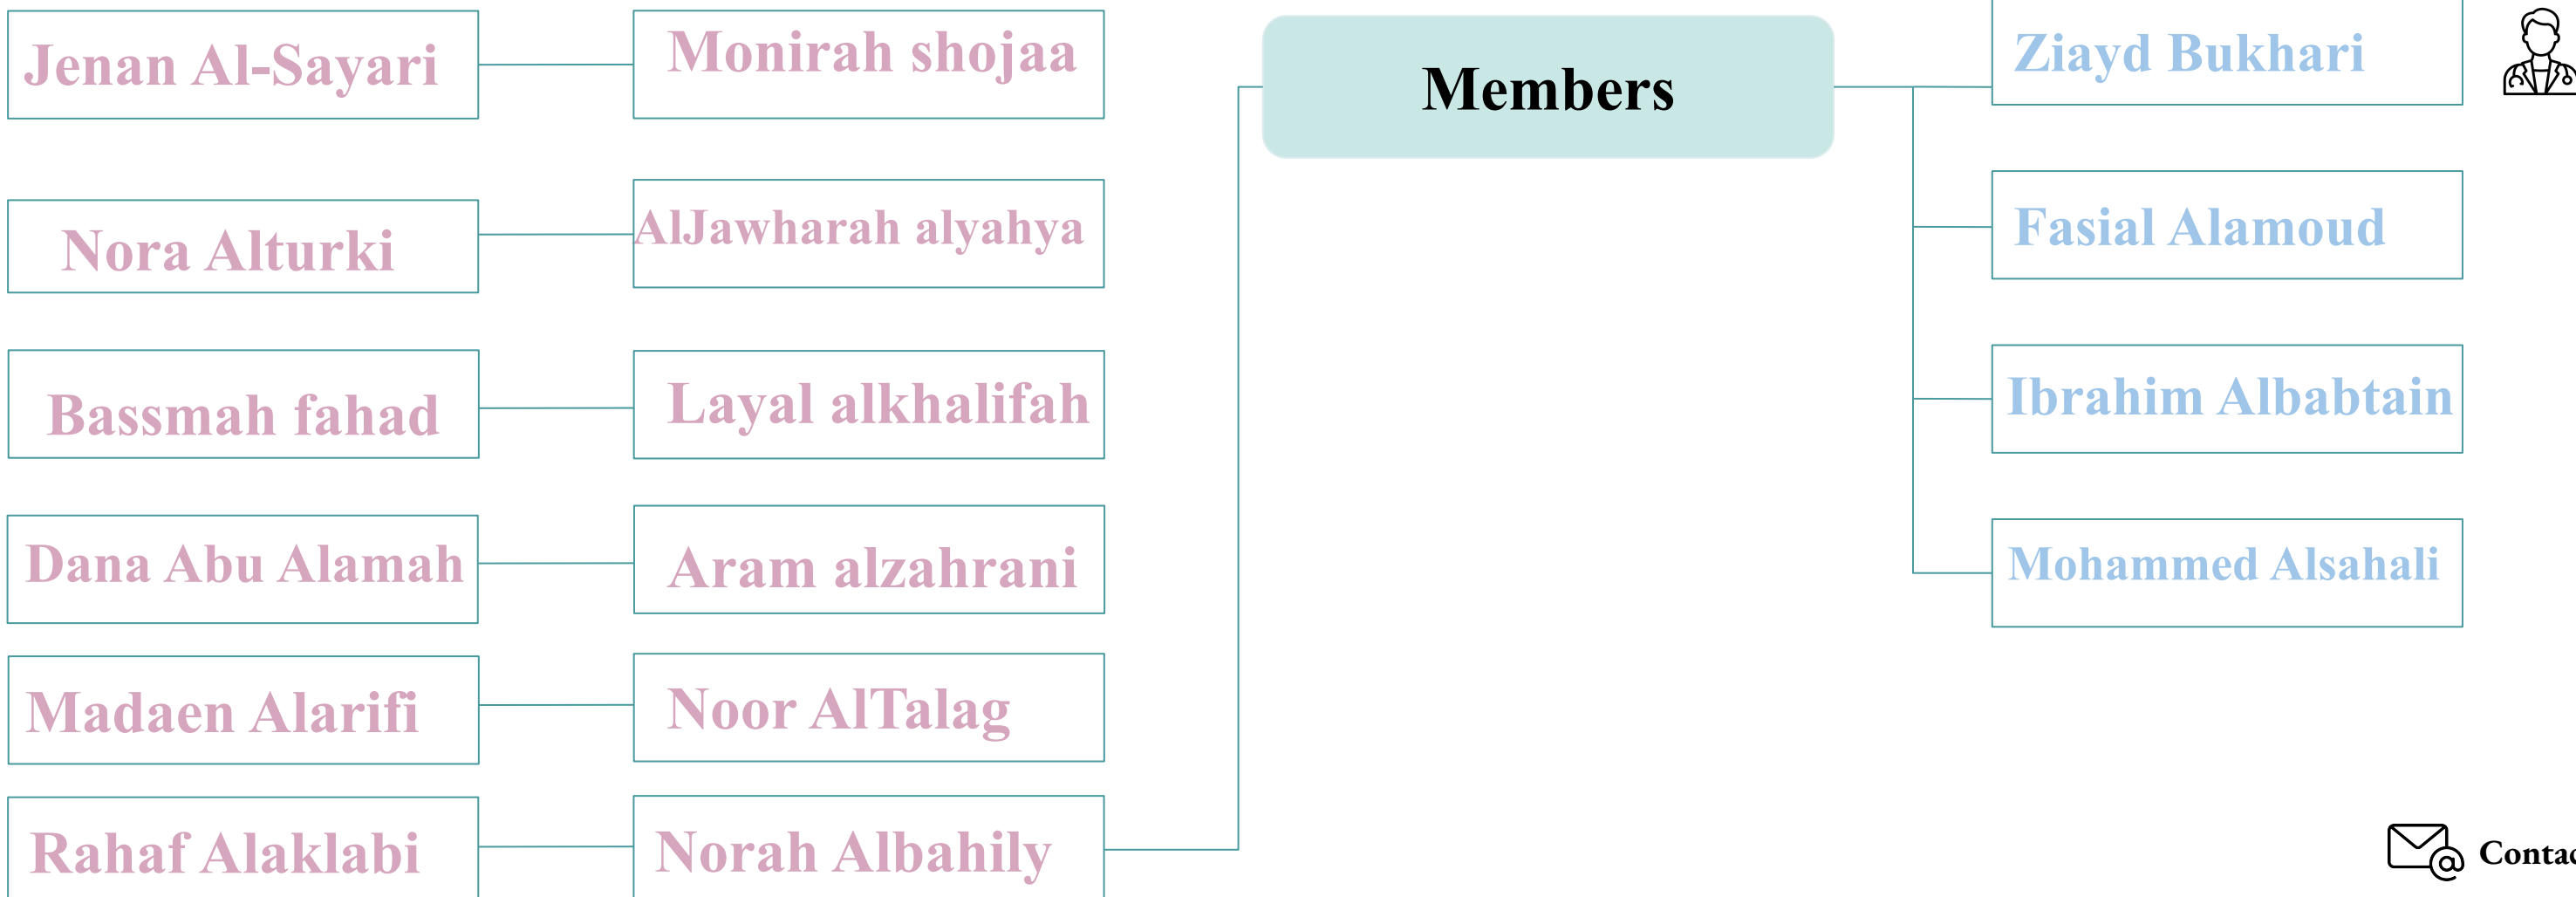 Jenan Al-Sayari
Monirah shojaa
Members
Ziayd Bukhari
Nora Alturki
AlJawharah alyahya
Fasial Alamoud
Bassmah fahad
Layal alkhalifah
Ibrahim Albabtain
Dana Abu Alamah
Aram alzahrani
Mohammed Alsahali
Madaen Alarifi
Noor AlTalag
Rahaf Alaklabi
Norah Albahily